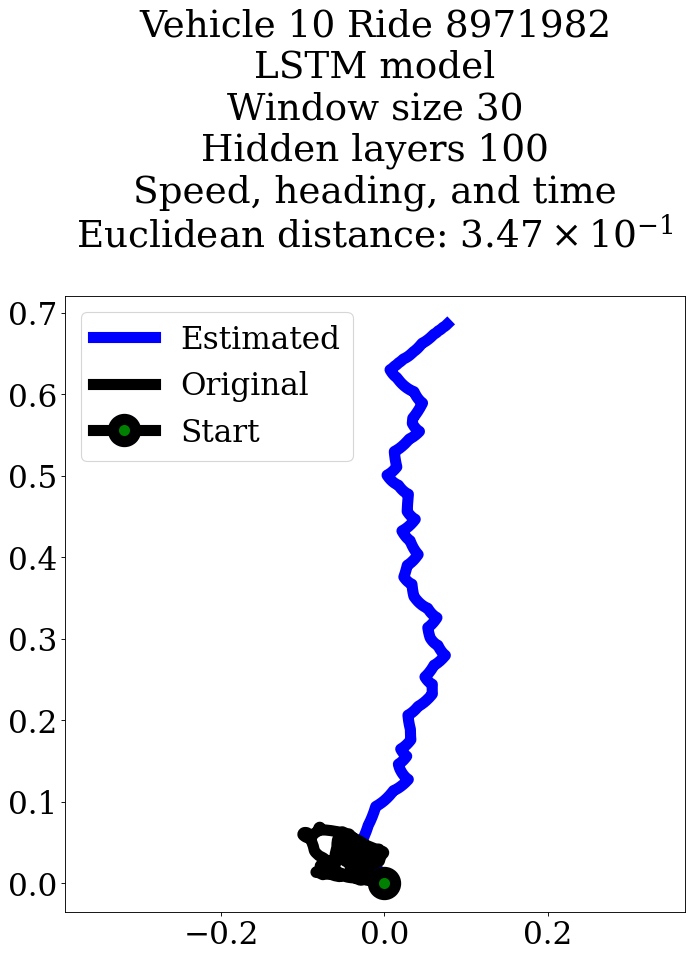 Vehicle 10 Ride 8971982
LSTM model
Window size 30
Hidden layers 100
Speed, heading, and time
Euclidean distance: 3.47 × 10⁻¹
Estimated
Original
Start
0.7
0.6
0.5
0.4
0.3
0.2
0.1
0.0
−0.2 0.0 0.2